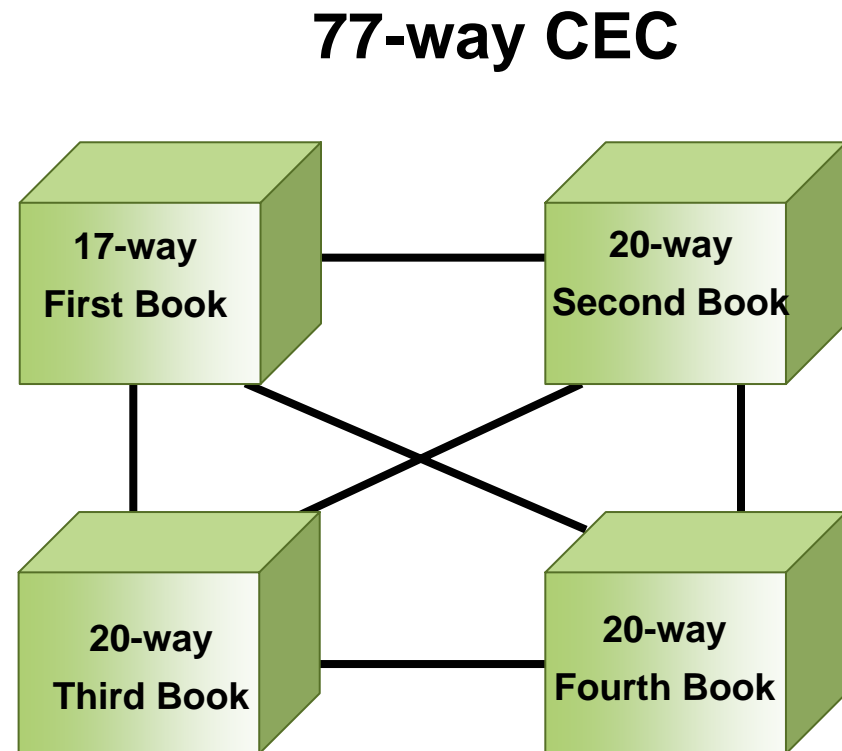 77-way CEC
17-way
First Book
20-way
Second Book
20-way
Third Book
20-way
Fourth Book